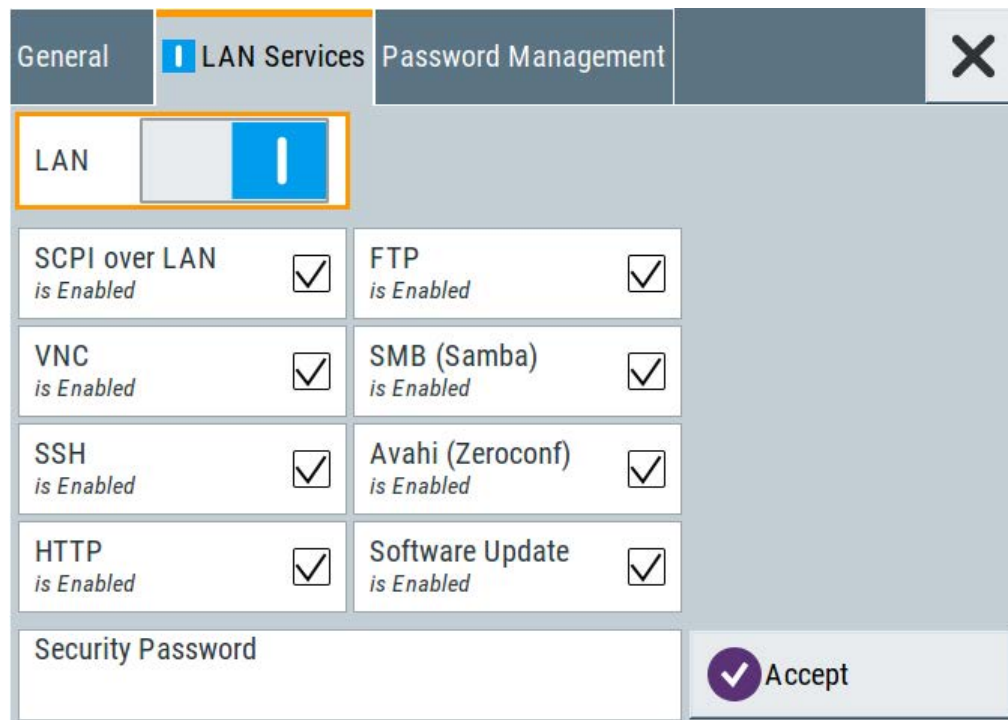 General
LAN Services
Password Management
LAN
SCPI over LAN
is Enabled
FTP
is Enabled
VNC
is Enabled
SMB (Samba)
is Enabled
SSH
is Enabled
Avahi (Zeroconf)
is Enabled
HTTP
is Enabled
Software Update
is Enabled
Security Password
Accept